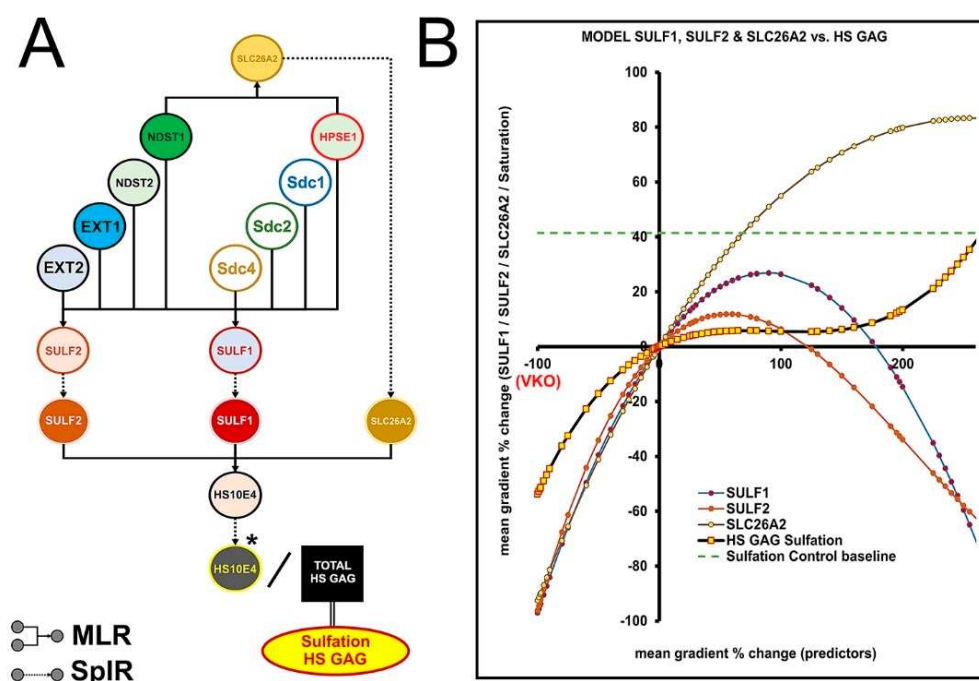 A
SLC26A2
NDST1
HPSE1
NDST2
Sdc1
EXT1
Sdc2
EXT2
Sdc4
SULF2
SULF1
SULF2
SULF1
SLC26A2
HS10E4
HS10E4
*
/
TOTAL
HS GAG
Sulfation
HS GAG
MLR
SplR
B
MODEL SULF1, SULF2 & SLC26A2 vs. HS GAG
mean gradient % change (SULF1 / SULF2 / SLC26A2 / Saturation)
100
80
60
40
20
0
-20
-40
-60
-80
-100
-100
0
100
200
(VKO)
SULF1
SULF2
SLC26A2
HS GAG Sulfation
Sulfation Control baseline
mean gradient % change (predictors)